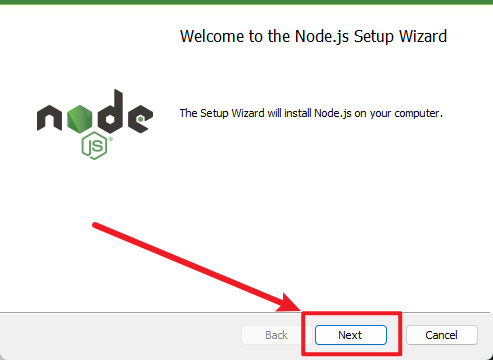 Welcome to the Node.js Setup Wizard
node
JS
The Setup Wizard will install Node.js on your computer.
Back
Next
Cancel